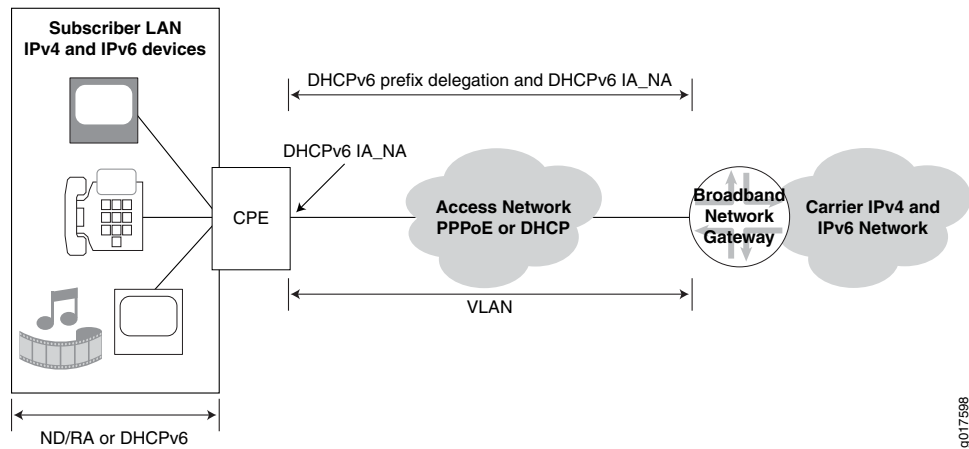 Subscriber LAN
IPv4 and IPv6 devices
DHCPv6 prefix delegation and DHCPv6 IA_NA
DHCPv6 IA_NA
CPE
Access Network
PPPoE or DHCP
Broadband
Network
Gateway
Carrier IPv4 and
IPv6 Network
VLAN
ND/RA or DHCPv6
g017598